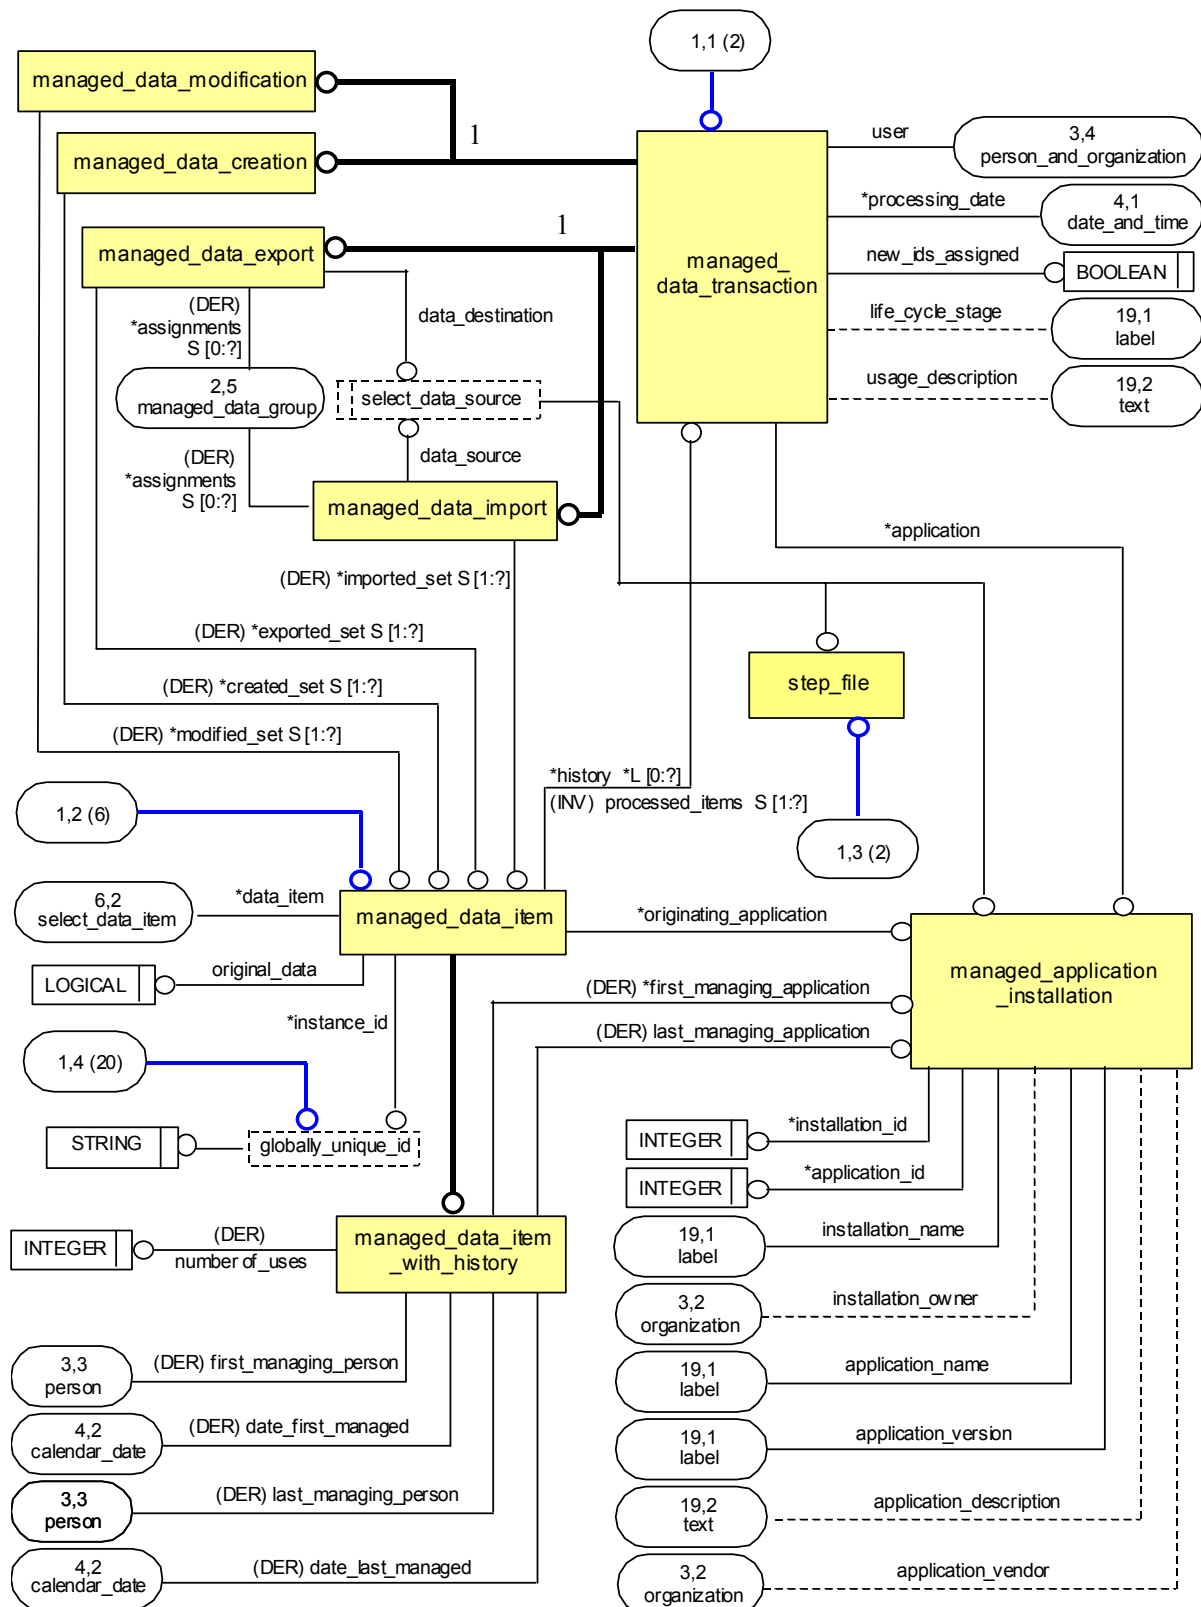 1,1 (2)
managed_data_modification
1
managed_data_creation
user
3,4
person_and_organization
*processing_date
4,1
date_and_time
managed_data_export
1
managed_
data_transaction
new_ids_assigned
BOOLEAN
(DER)
*assignments
S [0:?]
data_destination
life_cycle_stage
19,1
label
2,5
managed_data_group
select_data_source
usage_description
19,2
text
(DER)
*assignments
S [0:?]
data_source
managed_data_import
*application
(DER) *imported_set S [1:?]
(DER) *exported_set S [1:?]
step_file
(DER) *created_set S [1:?]
(DER) *modified_set S [1:?]
*history *L [0:?]
(INV) processed_items S [1:?]
1,2 (6)
1,3 (2)
6,2
select_data_item
*data_item
managed_data_item
*originating_application
LOGICAL
original_data
managed_application
_installation
(DER) *first_managing_application
*instance_id
(DER) last_managing_application
1,4 (20)
STRING
globally_unique_id
INTEGER
*installation_id
INTEGER
*application_id
INTEGER
(DER)
number of_uses
managed_data_item
_with_history
19,1
label
installation_name
3,2
organization
installation_owner
3,3
person
(DER) first_managing_person
19,1
label
application_name
4,2
calendar_date
(DER) date_first_managed
19,1
label
application_version
3,3
person
(DER) last_managing_person
19,2
text
application_description
4,2
calendar_date
(DER) date_last_managed
3,2
organization
application_vendor